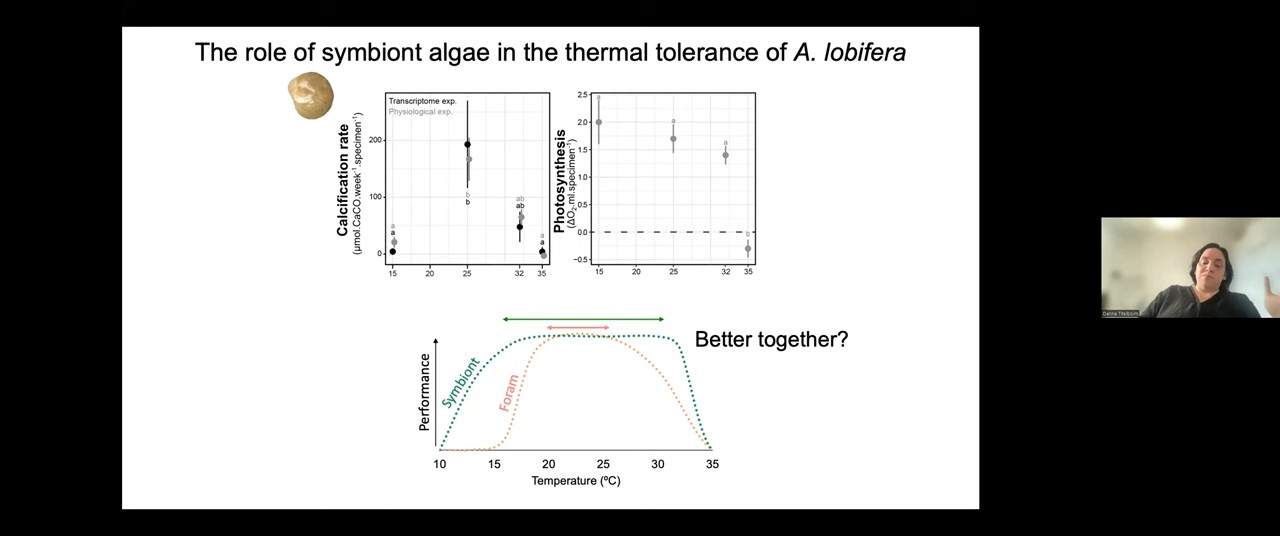 The role of symbiont algae in the thermal tolerance of A. lobifera
Transcriptome exp.
Physiological exp.
Calcification rate
(μmol.CaCO.week⁻¹.specimen⁻¹)
200
100
0
a
a
b
b
ab
ab
a
a
15
20
25
32
35
Photosynthesis
(ΔO₂.ml.specimen⁻¹)
2.5
2.0
1.5
1.0
0.5
0.0
−0.5
a
a
a
b
15
20
25
32
35
Better together?
Performance
Symbiont
Foram
10
15
20
25
30
35
Temperature (°C)